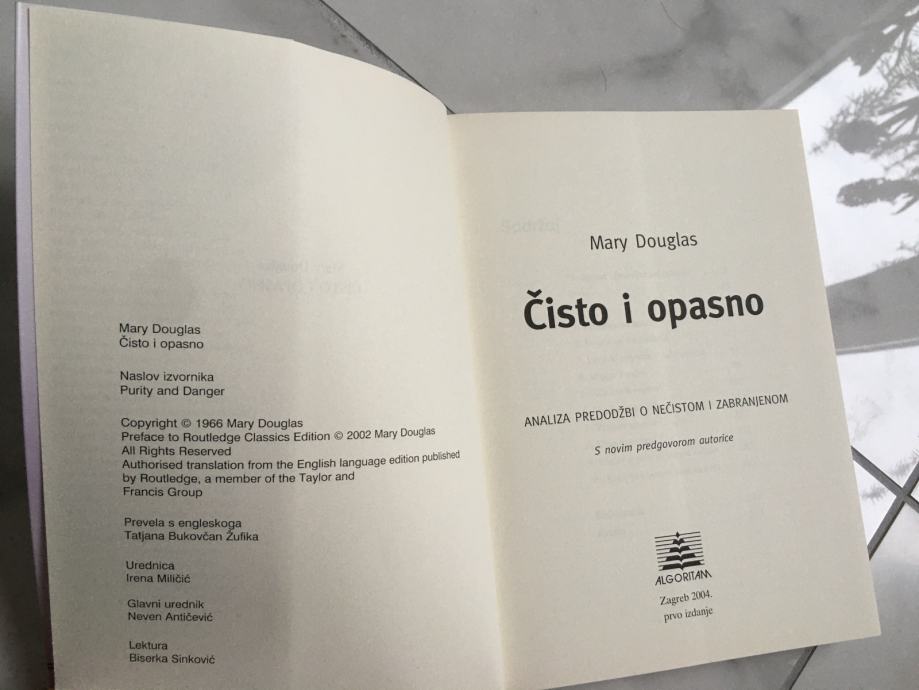 Mary Douglas
Čisto i opasno
Naslov izvornika
Purity and Danger
Copyright © 1966 Mary Douglas
Preface to Routledge Classics Edition © 2002 Mary Douglas
All Rights Reserved
Authorised translation from the English language edition published
by Routledge, a member of the Taylor and
Francis Group
Prevela s engleskoga
Tatjana Bukovčan Žufika
Urednica
Irena Miličić
Glavni urednik
Neven Antičević
Lektura
Biserka Sinković
Mary Douglas
Čisto i opasno
ANALIZA PREDODŽBI O NEČISTOM I ZABRANJENOM
S novim predgovorom autorice
ALGORITAM
Zagreb 2004.
prvo izdanje